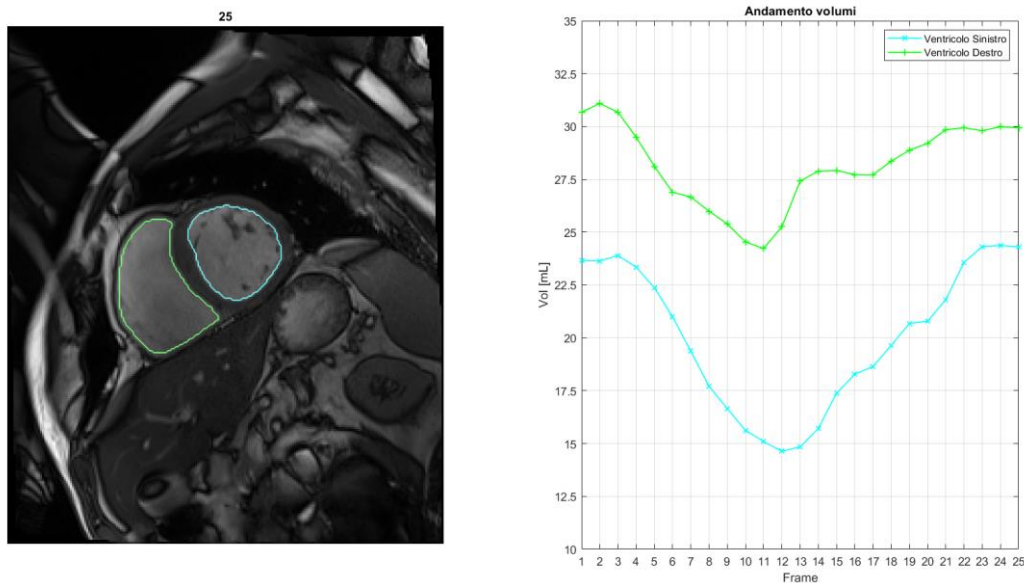 25
Andamento volumi
Ventricolo Sinistro
Ventricolo Destro
35
32.5
30
27.5
25
22.5
20
17.5
15
12.5
10
Vol [mL]
1 2 3 4 5 6 7 8 9 10 11 12 13 14 15 16 17 18 19 20 21 22 23 24 25
Frame